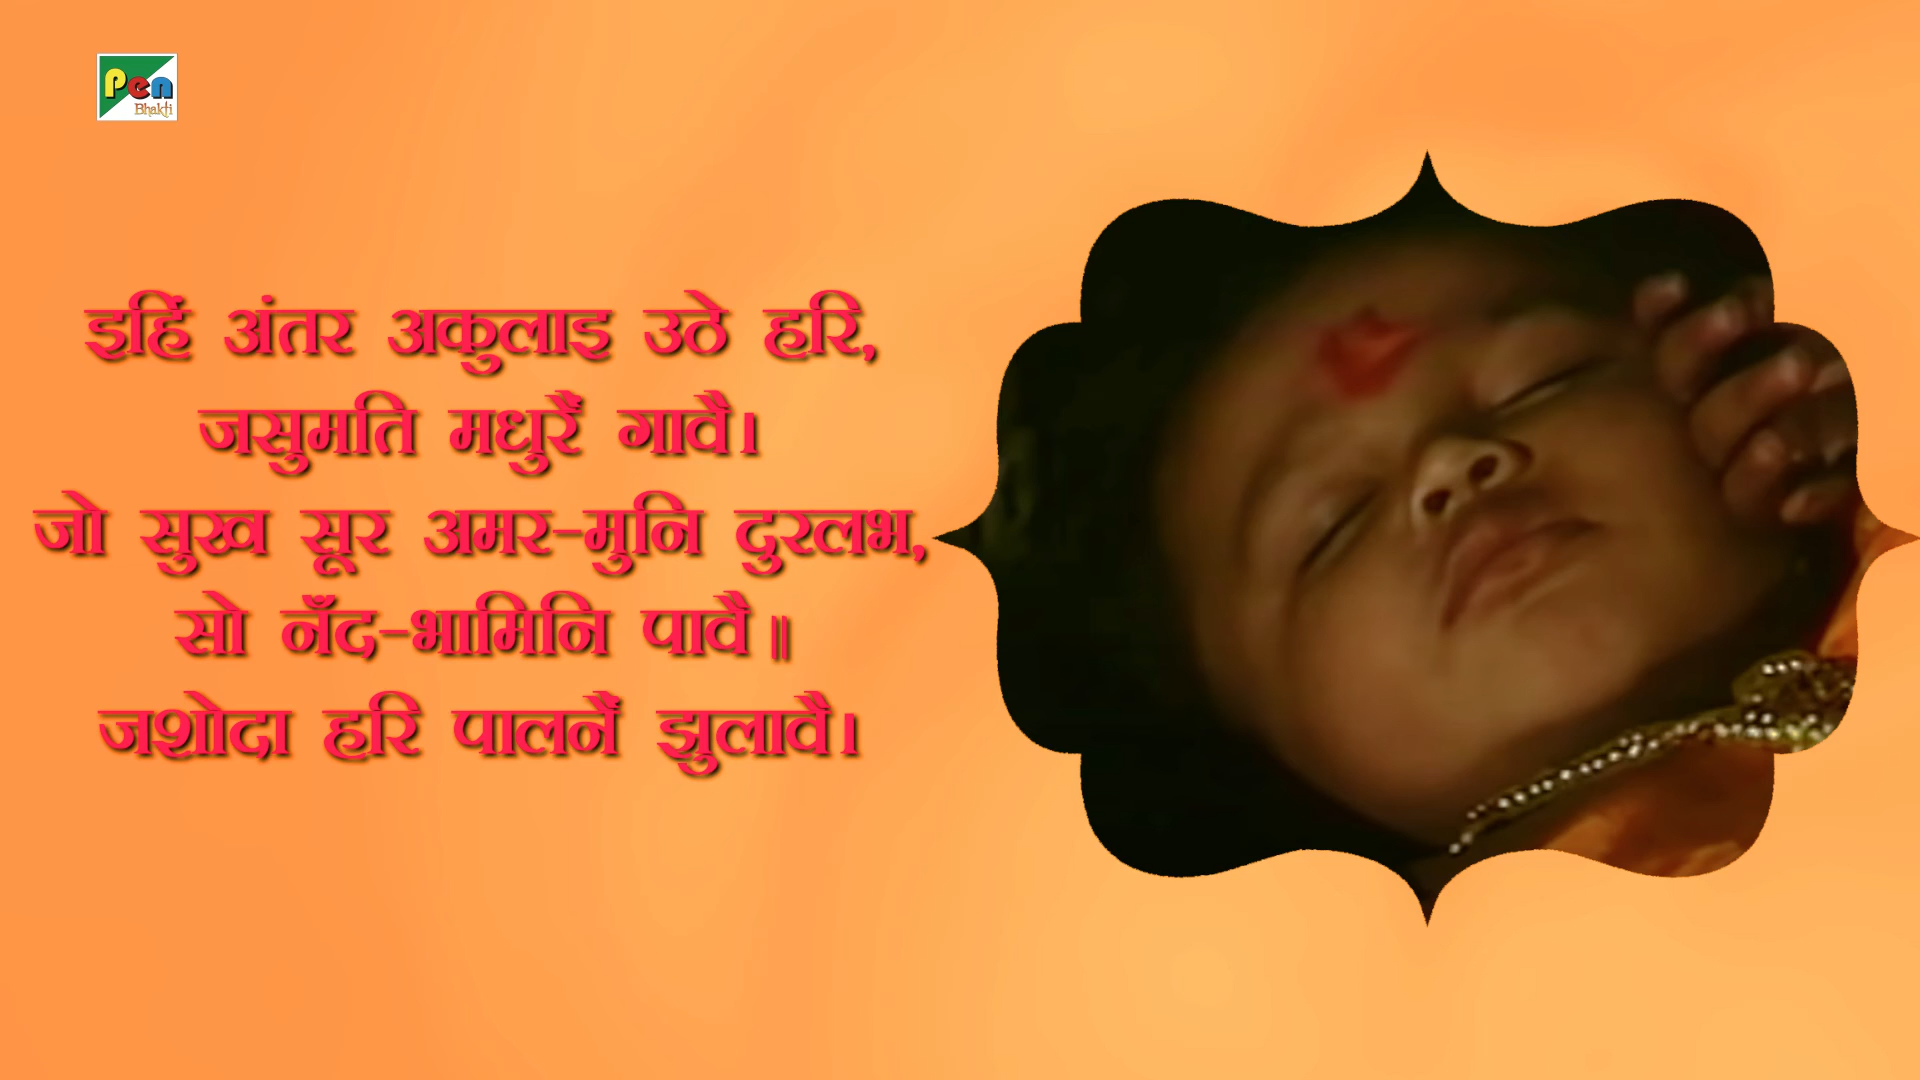 Pen
Bhakti
इहिं अंतर अकुलाइ उठे हरि,
जसुमति मधुरैं गावै।
जो सुख सूर अमर-मुनि दुरलभ,
सो नँद-भामिनि पावै॥
जशोदा हरि पालनैं झुलावै।